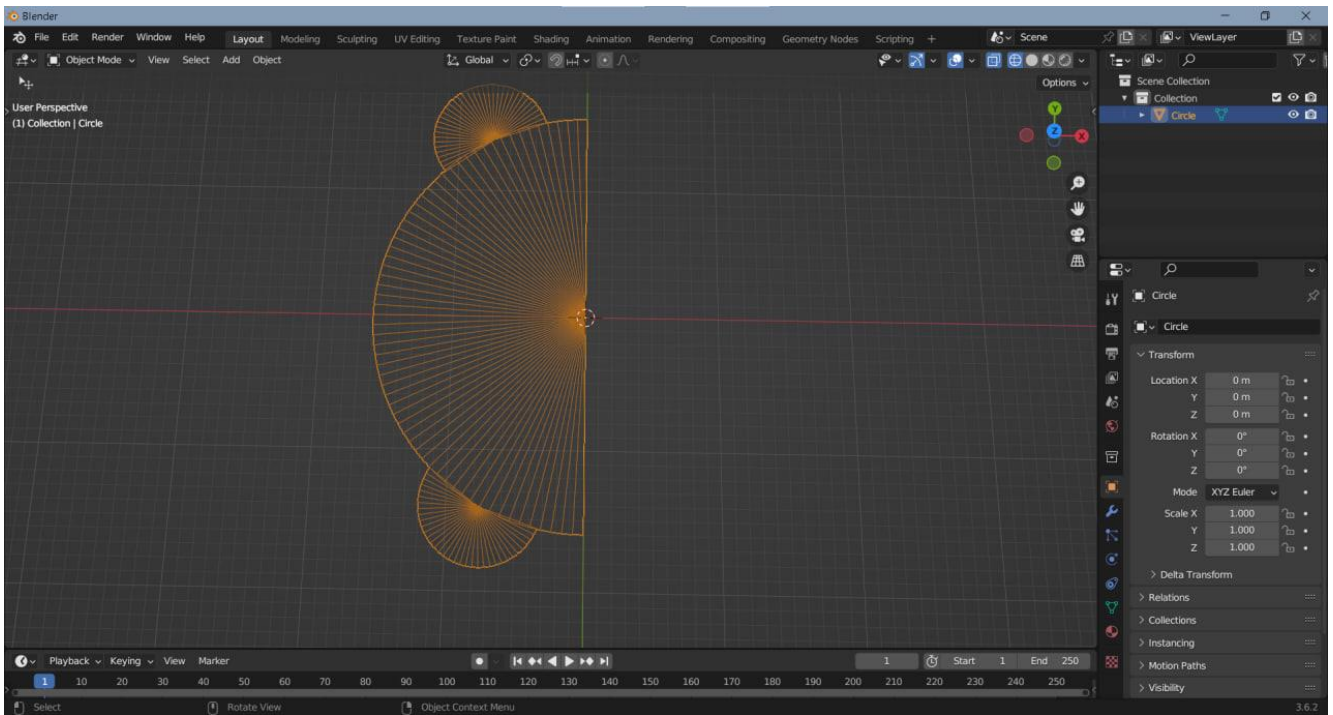 Blender
File Edit Render Window Help Layout Modeling Sculpting UV Editing Texture Paint Shading Animation Rendering Compositing Geometry Nodes Scripting + Scene ViewLayer
Object Mode View Select Add Object Global
Options
User Perspective
(1) Collection | Circle
Y
Z
X
Scene Collection
Collection
Circle
Circle
Circle
Transform
Location X 0 m
Y 0 m
Z 0 m
Rotation X 0°
Y 0°
Z 0°
Mode XYZ Euler
Scale X 1.000
Y 1.000
Z 1.000
Delta Transform
Relations
Collections
Instancing
Motion Paths
Visibility
Playback Keying View Marker 1 Start 1 End 250
1 10 20 30 40 50 60 70 80 90 100 110 120 130 140 150 160 170 180 190 200 210 220 230 240 250
Select Rotate View Object Context Menu 3.6.2